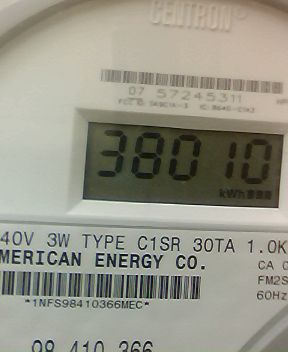 CENTRON®
07 57245311
38010
kWh
40V 3W TYPE C1SR 30TA 1.0K
MERICAN ENERGY CO.
CA
FM2S
60Hz
*1NFS98410366MEC*
98 410 366